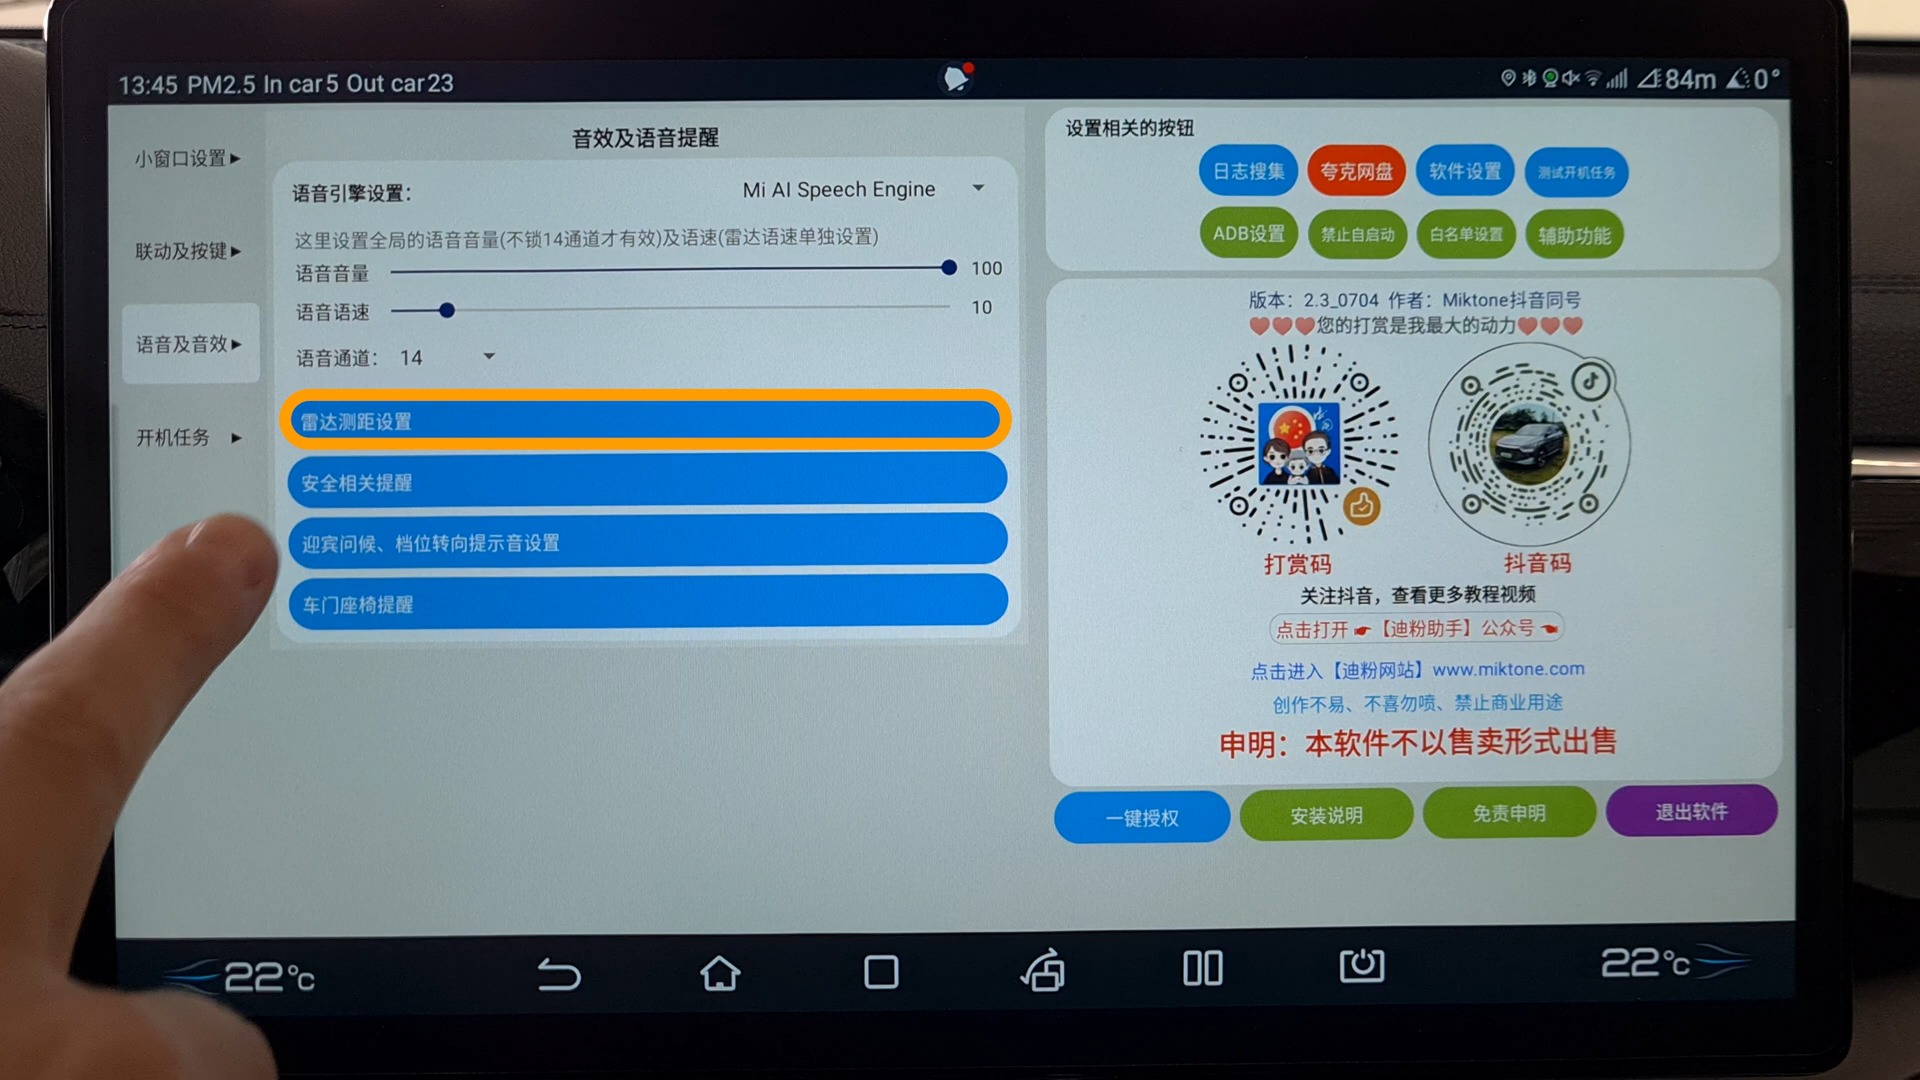 13:45 PM2.5 In car5 Out car23
84m 0°
小窗口设置▶
联动及按键▶
语音及音效▶
开机任务 ▶
音效及语音提醒
语音引擎设置： Mi AI Speech Engine
这里设置全局的语音音量(不锁14通道才有效)及语速(雷达语速单独设置)
语音音量 100
语音语速 10
语音通道： 14
雷达测距设置
安全相关提醒
迎宾问候、档位转向提示音设置
车门座椅提醒
设置相关的按钮
日志搜集 夸克网盘 软件设置 测试开机任务
ADB设置 禁止自启动 白名单设置 辅助功能
版本：2.3_0704 作者：Miktone抖音同号
❤❤❤您的打赏是我最大的动力❤❤❤
打赏码 抖音码
关注抖音，查看更多教程视频
点击打开☛【迪粉助手】公众号☚
点击进入【迪粉网站】www.miktone.com
创作不易、不喜勿喷、禁止商业用途
申明：本软件不以售卖形式出售
一键授权 安装说明 免责申明 退出软件
22°C 22°C